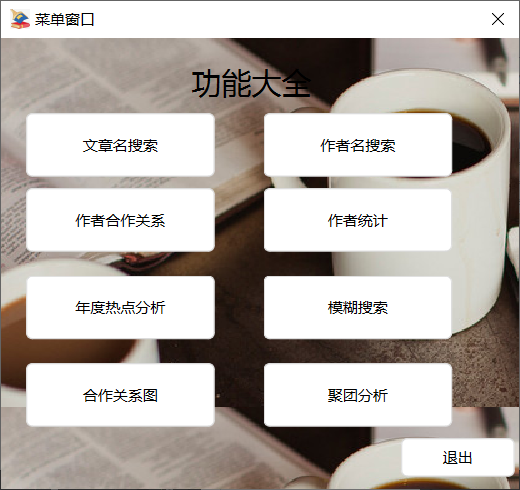 菜单窗口
功能大全
文章名搜索
作者名搜索
作者合作关系
作者统计
年度热点分析
模糊搜索
合作关系图
聚团分析
退出